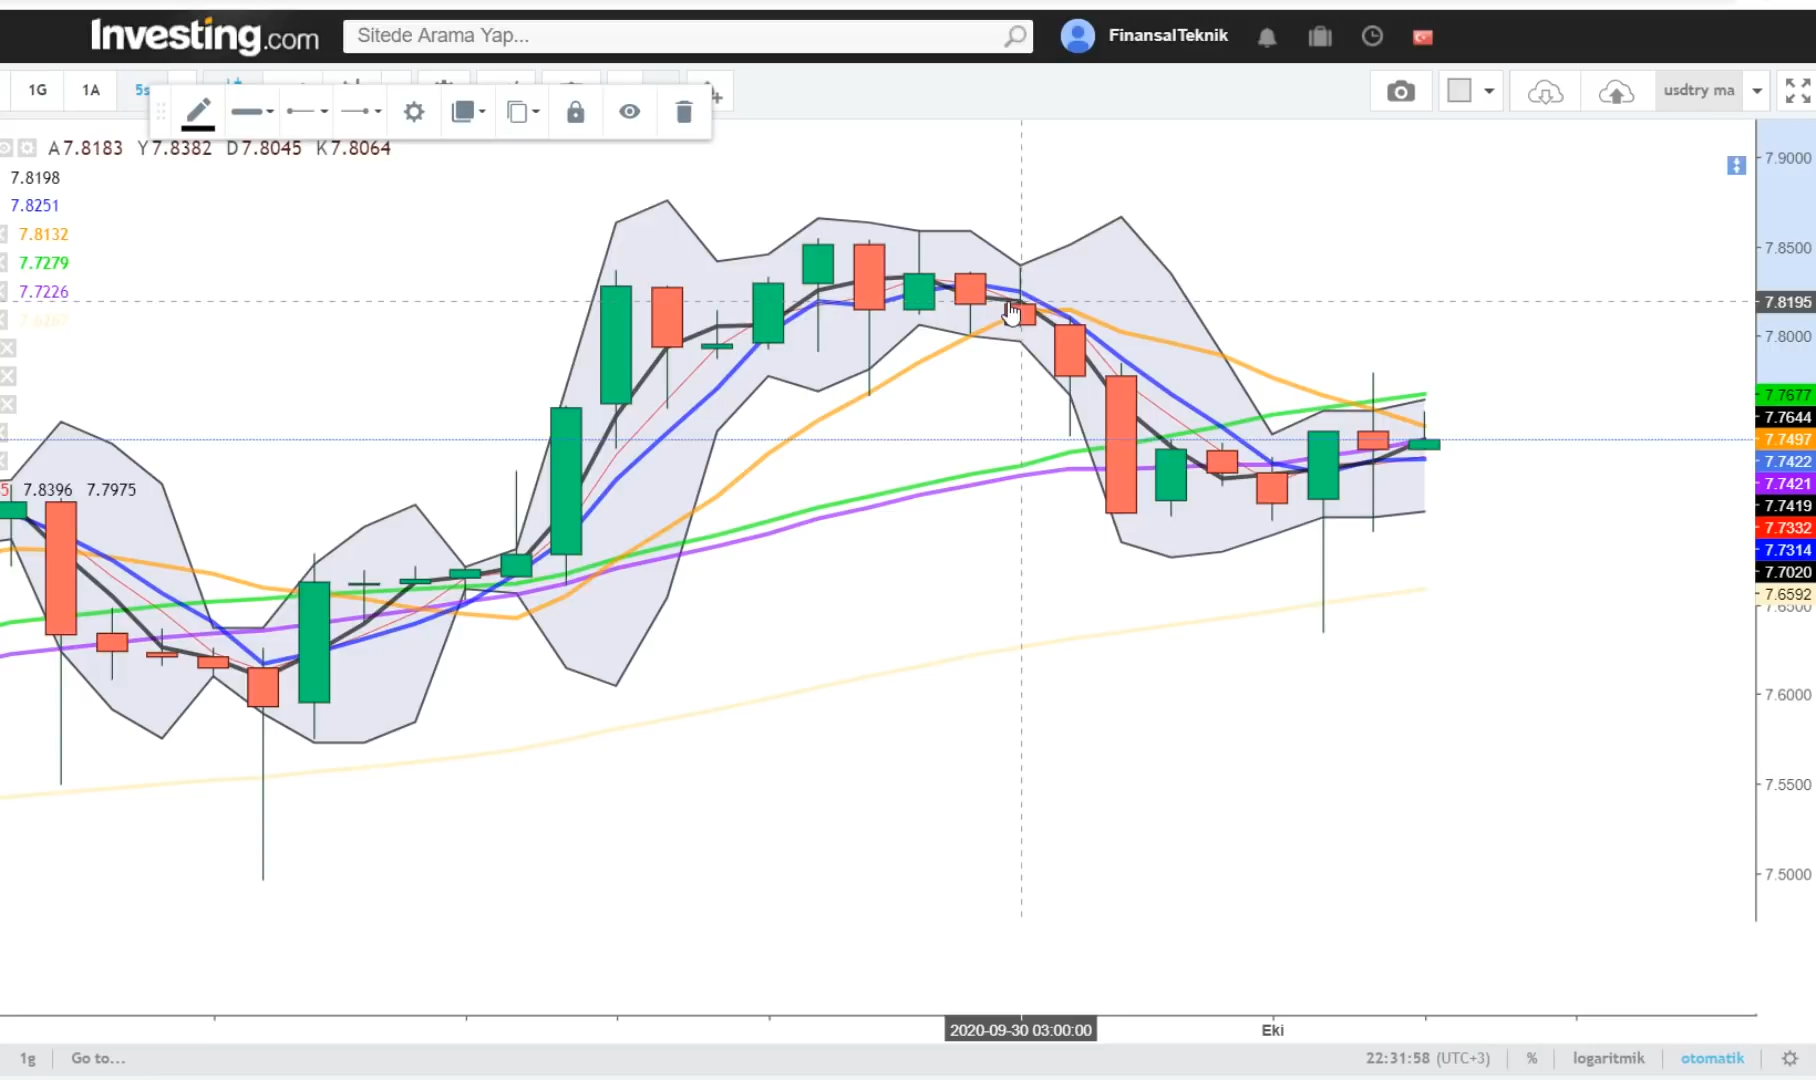 Investing.com
Sitede Arama Yap...
FinansalTeknik
1G 1A 5s
usdtry ma
A7.8183 Y7.8382 D7.8045 K7.8064
7.8198
7.8251
7.8132
7.7279
7.7226
7.8396 7.7975
7.9000
7.8500
7.8195
7.8000
7.7677
7.7644
7.7497
7.7422
7.7421
7.7419
7.7332
7.7314
7.7020
7.6592
7.6500
7.6000
7.5500
7.5000
2020-09-30 03:00:00
Eki
1g Go to...
22:31:58 (UTC+3) % logaritmik otomatik